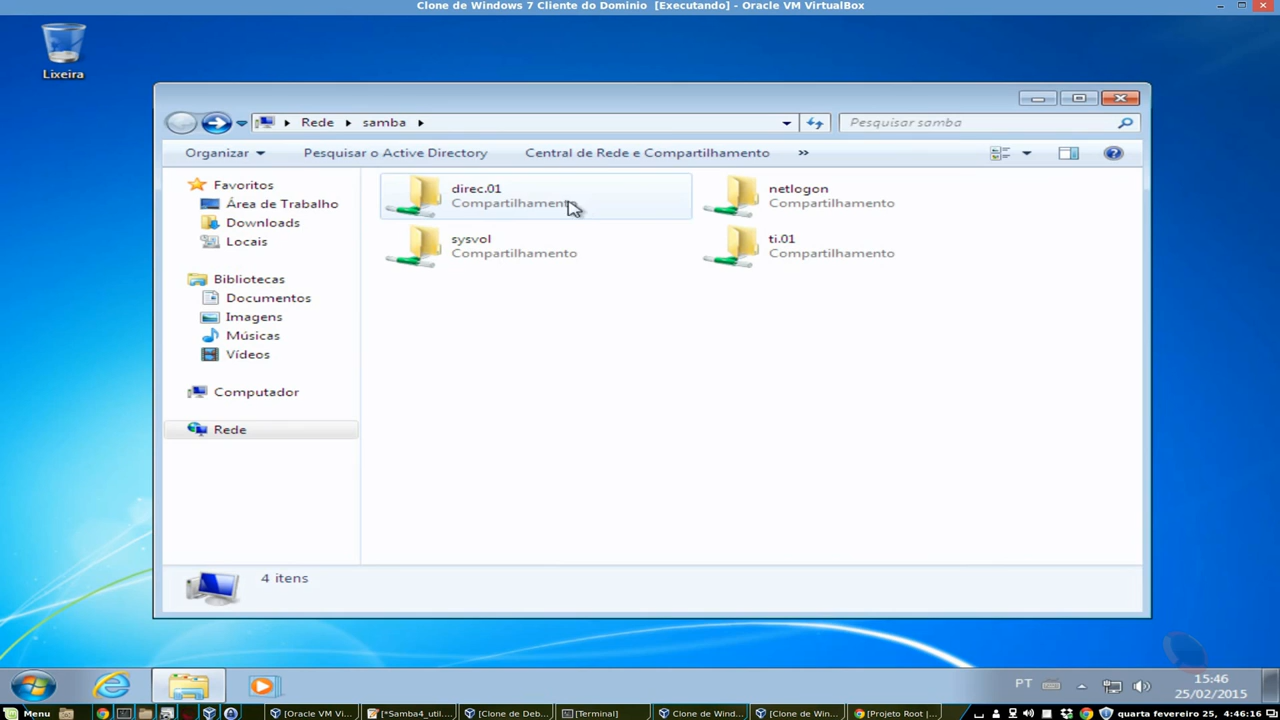 Clone de Windows 7 Cliente do Dominio [Executando] - Oracle VM VirtualBox
Lixeira
Rede samba
Pesquisar samba
Organizar Pesquisar o Active Directory Central de Rede e Compartilhamento »
Favoritos
Área de Trabalho
Downloads
Locais
Bibliotecas
Documentos
Imagens
Músicas
Vídeos
Computador
Rede
direc.01
Compartilhamento
netlogon
Compartilhamento
sysvol
Compartilhamento
ti.01
Compartilhamento
4 itens
PT
15:46
25/02/2015
Menu [Oracle VM Vi... [*Samba4_util.... [Clone de Deb... [Terminal] Clone de Wind... [Clone de Win... [Projeto Root |... quarta fevereiro 25, 4:46:16